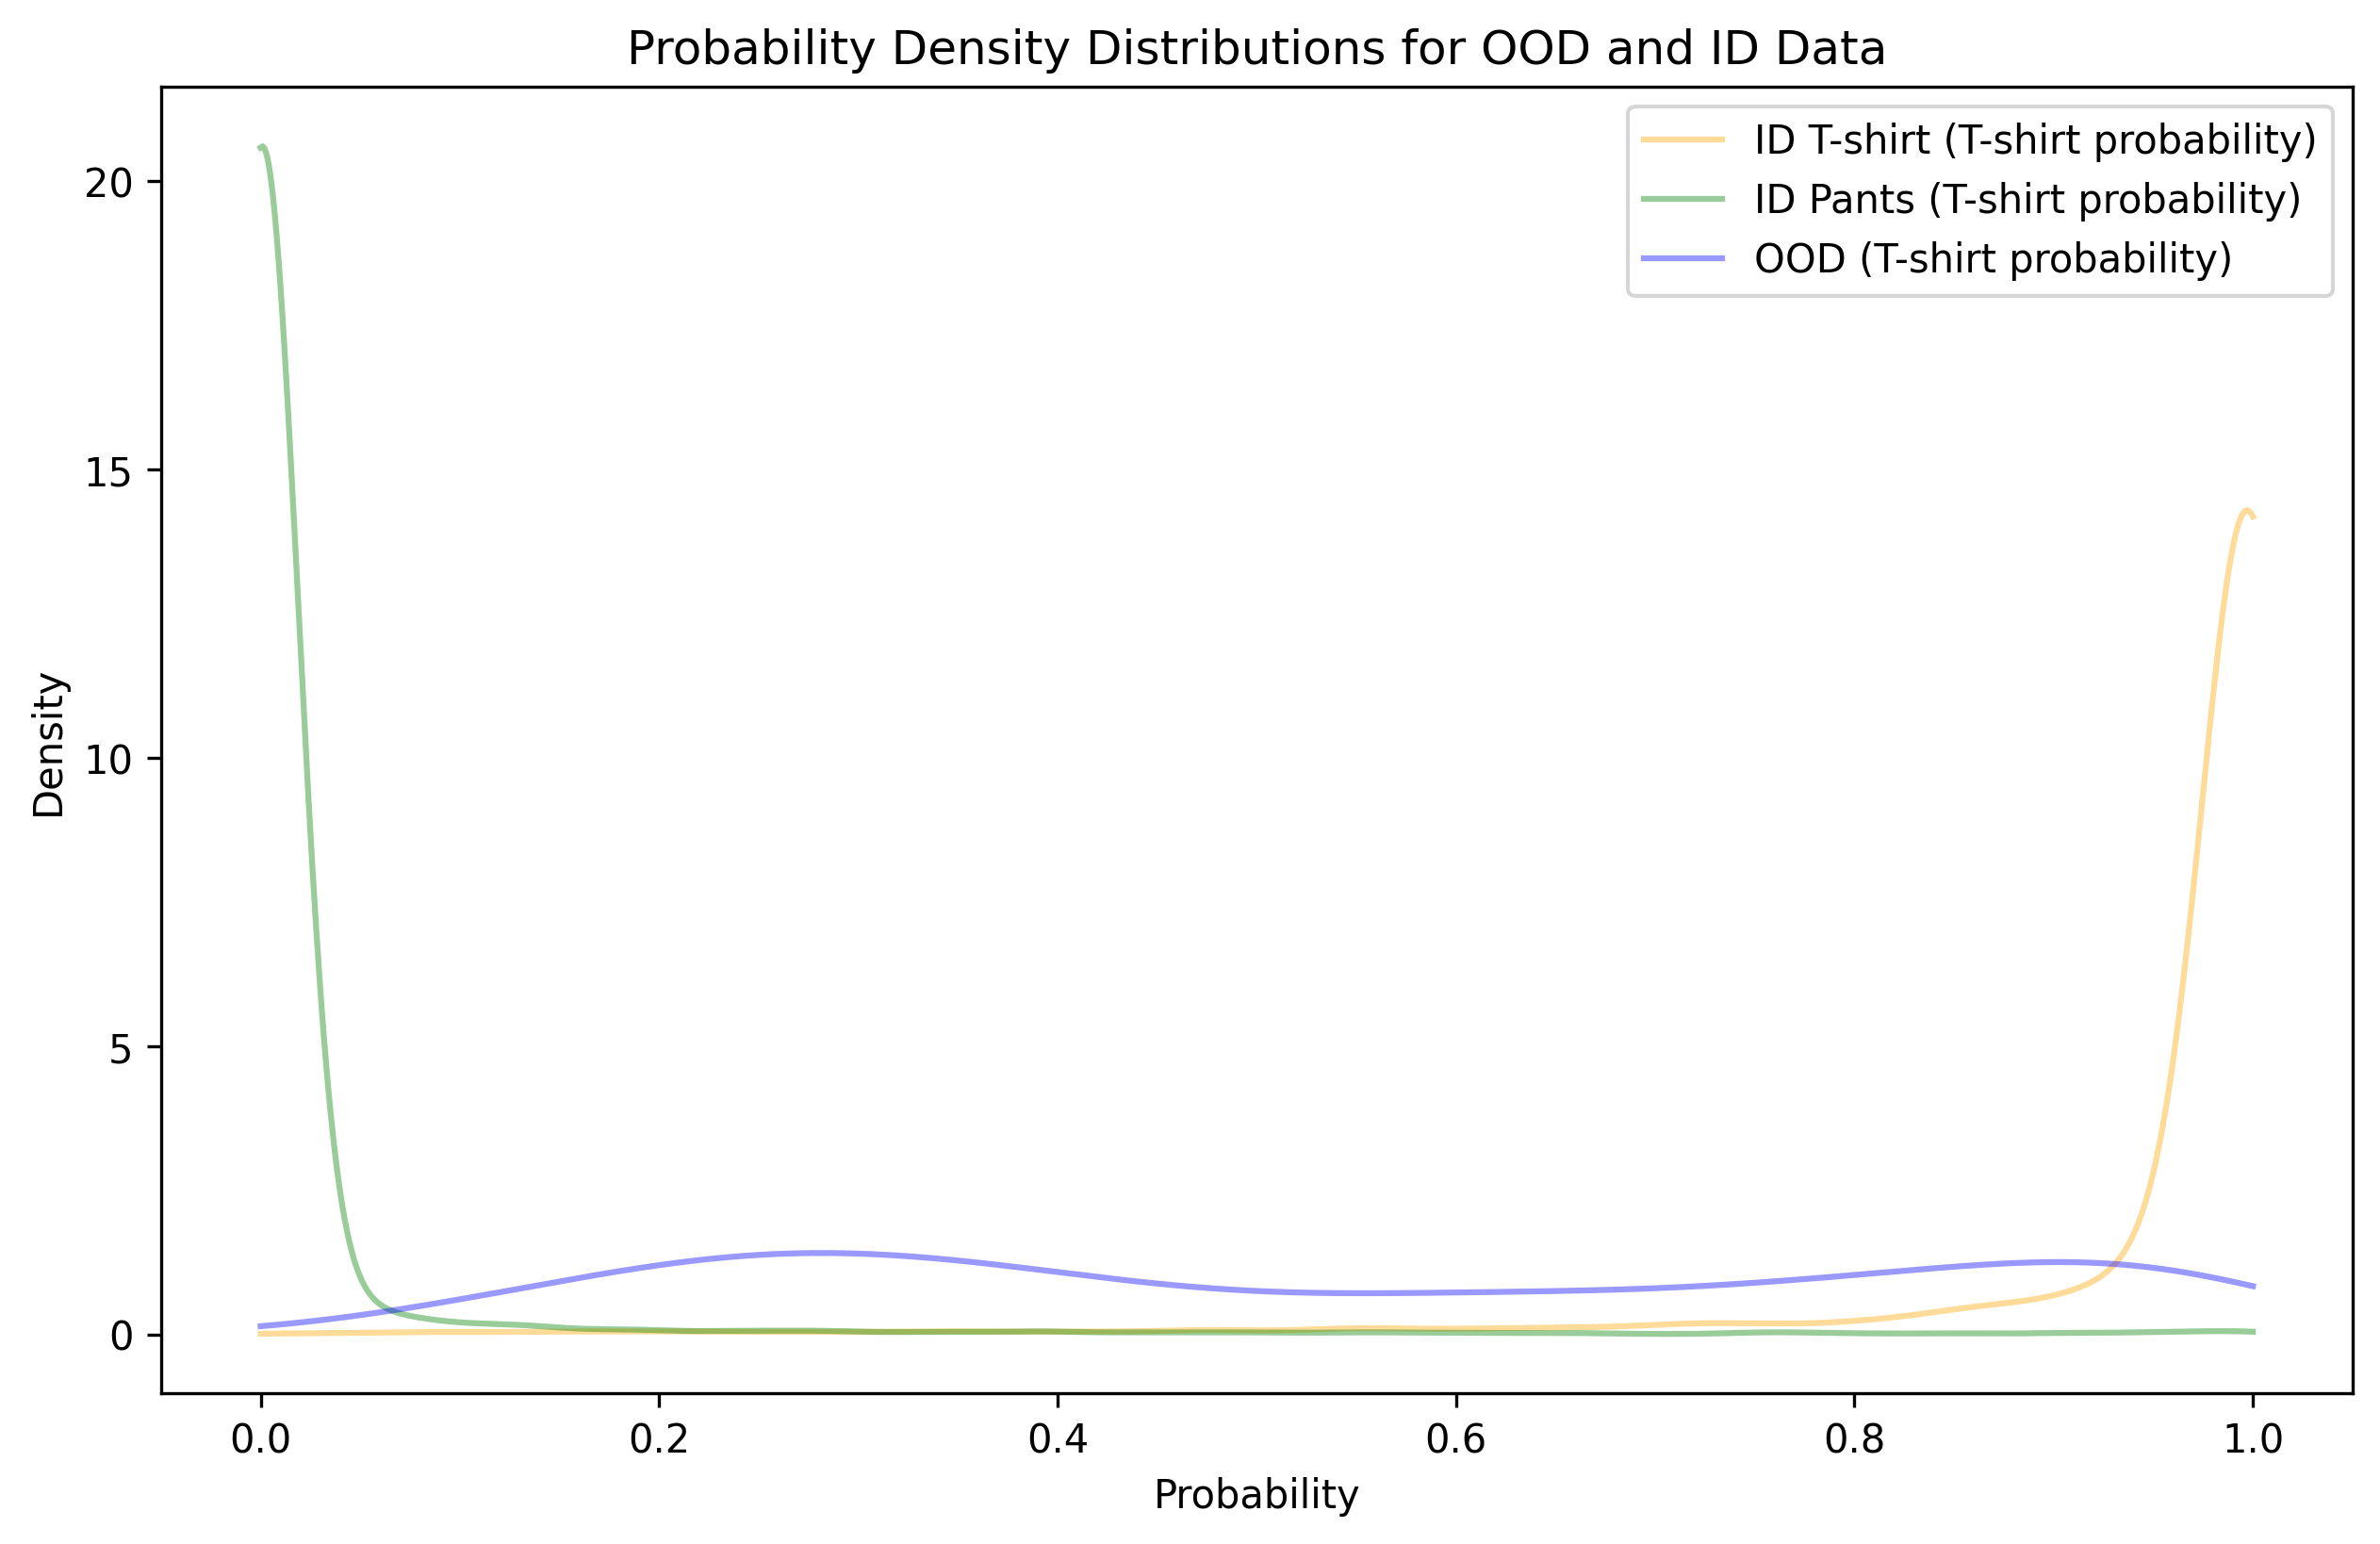 Probability Density Distributions for OOD and ID Data
ID T-shirt (T-shirt probability)
ID Pants (T-shirt probability)
OOD (T-shirt probability)
Density
20
15
10
5
0
0.0 0.2 0.4 0.6 0.8 1.0
Probability